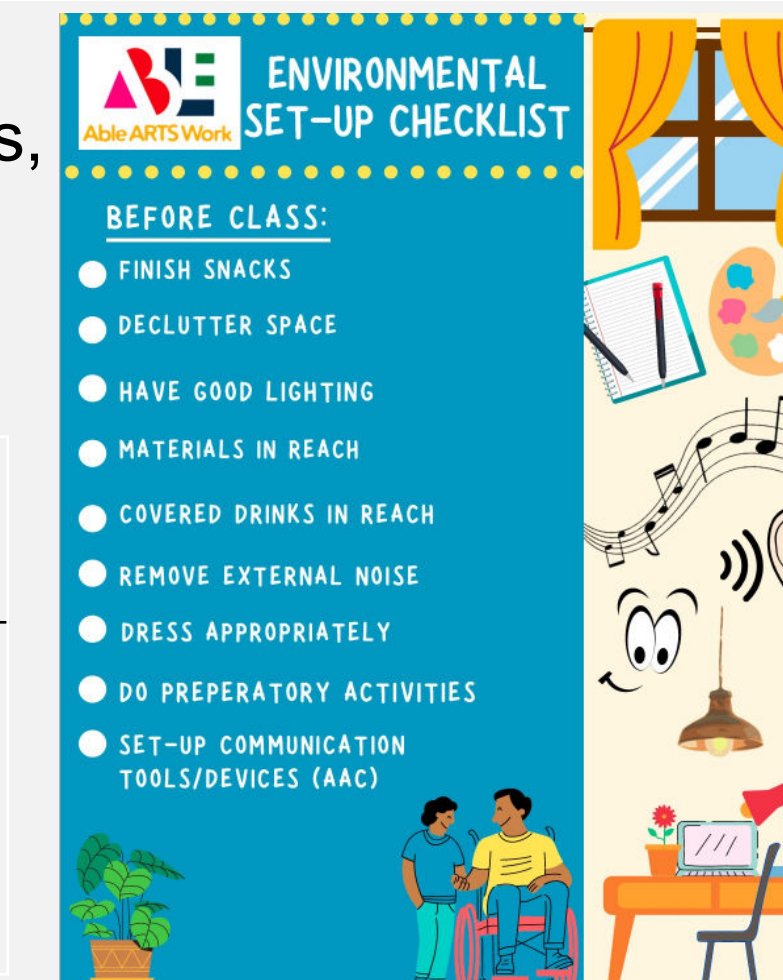 s,
ABLE
Able ARTS Work
ENVIRONMENTAL
SET-UP CHECKLIST
BEFORE CLASS:
FINISH SNACKS
DECLUTTER SPACE
HAVE GOOD LIGHTING
MATERIALS IN REACH
COVERED DRINKS IN REACH
REMOVE EXTERNAL NOISE
DRESS APPROPRIATELY
DO PREPERATORY ACTIVITIES
SET-UP COMMUNICATION
TOOLS/DEVICES (AAC)